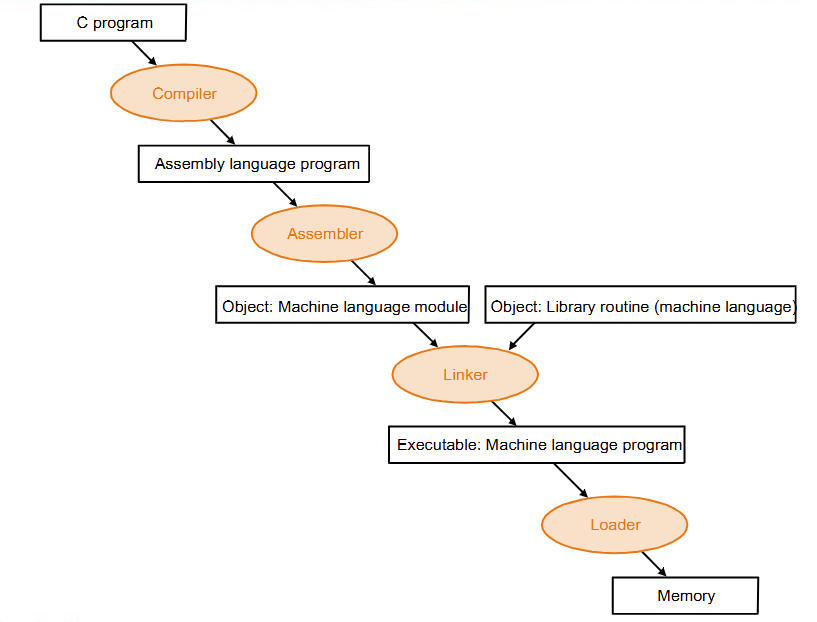 C program
Compiler
Assembly language program
Assembler
Object: Machine language module
Object: Library routine (machine language)
Linker
Executable: Machine language program
Loader
Memory